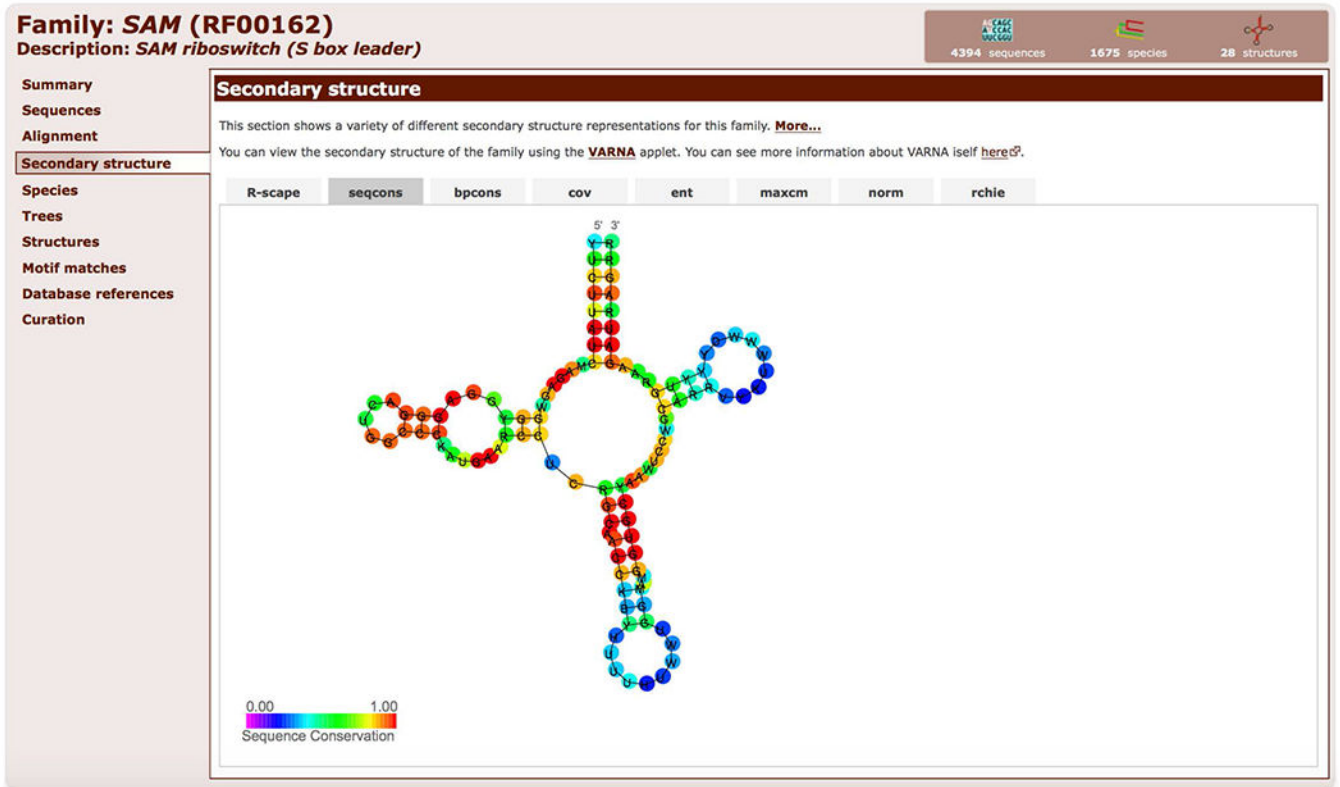 Family: SAM (RF00162)
Description: SAM riboswitch (S box leader)
AGCAGC
A CCAC
UUCGGU
4394 sequences
1675 species
28 structures
Summary
Sequences
Alignment
Secondary structure
Species
Trees
Structures
Motif matches
Database references
Curation
Secondary structure
This section shows a variety of different secondary structure representations for this family. More...
You can view the secondary structure of the family using the VARNA applet. You can see more information about VARNA iself here.
R-scape seqcons bpcons cov ent maxcm norm rchie
5' 3'
0.00 1.00
Sequence Conservation